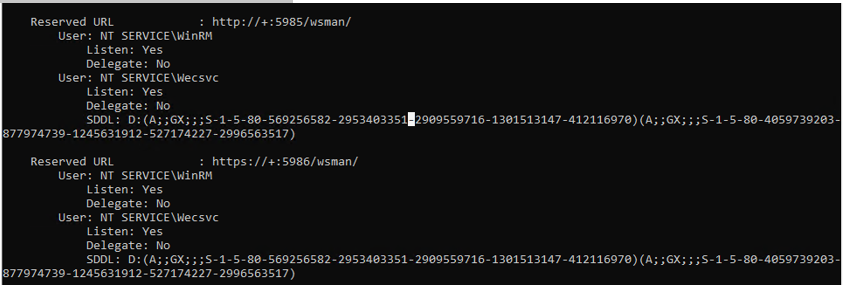 Reserved URL : http://+:5985/wsman/
User: NT SERVICE\WinRM
Listen: Yes
Delegate: No
User: NT SERVICE\Wecsvc
Listen: Yes
Delegate: No
SDDL: D:(A;;GX;;;S-1-5-80-569256582-2953403351-2909559716-1301513147-412116970)(A;;GX;;;S-1-5-80-4059739203-
877974739-1245631912-527174227-2996563517)
Reserved URL : https://+:5986/wsman/
User: NT SERVICE\WinRM
Listen: Yes
Delegate: No
User: NT SERVICE\Wecsvc
Listen: Yes
Delegate: No
SDDL: D:(A;;GX;;;S-1-5-80-569256582-2953403351-2909559716-1301513147-412116970)(A;;GX;;;S-1-5-80-4059739203-
877974739-1245631912-527174227-2996563517)